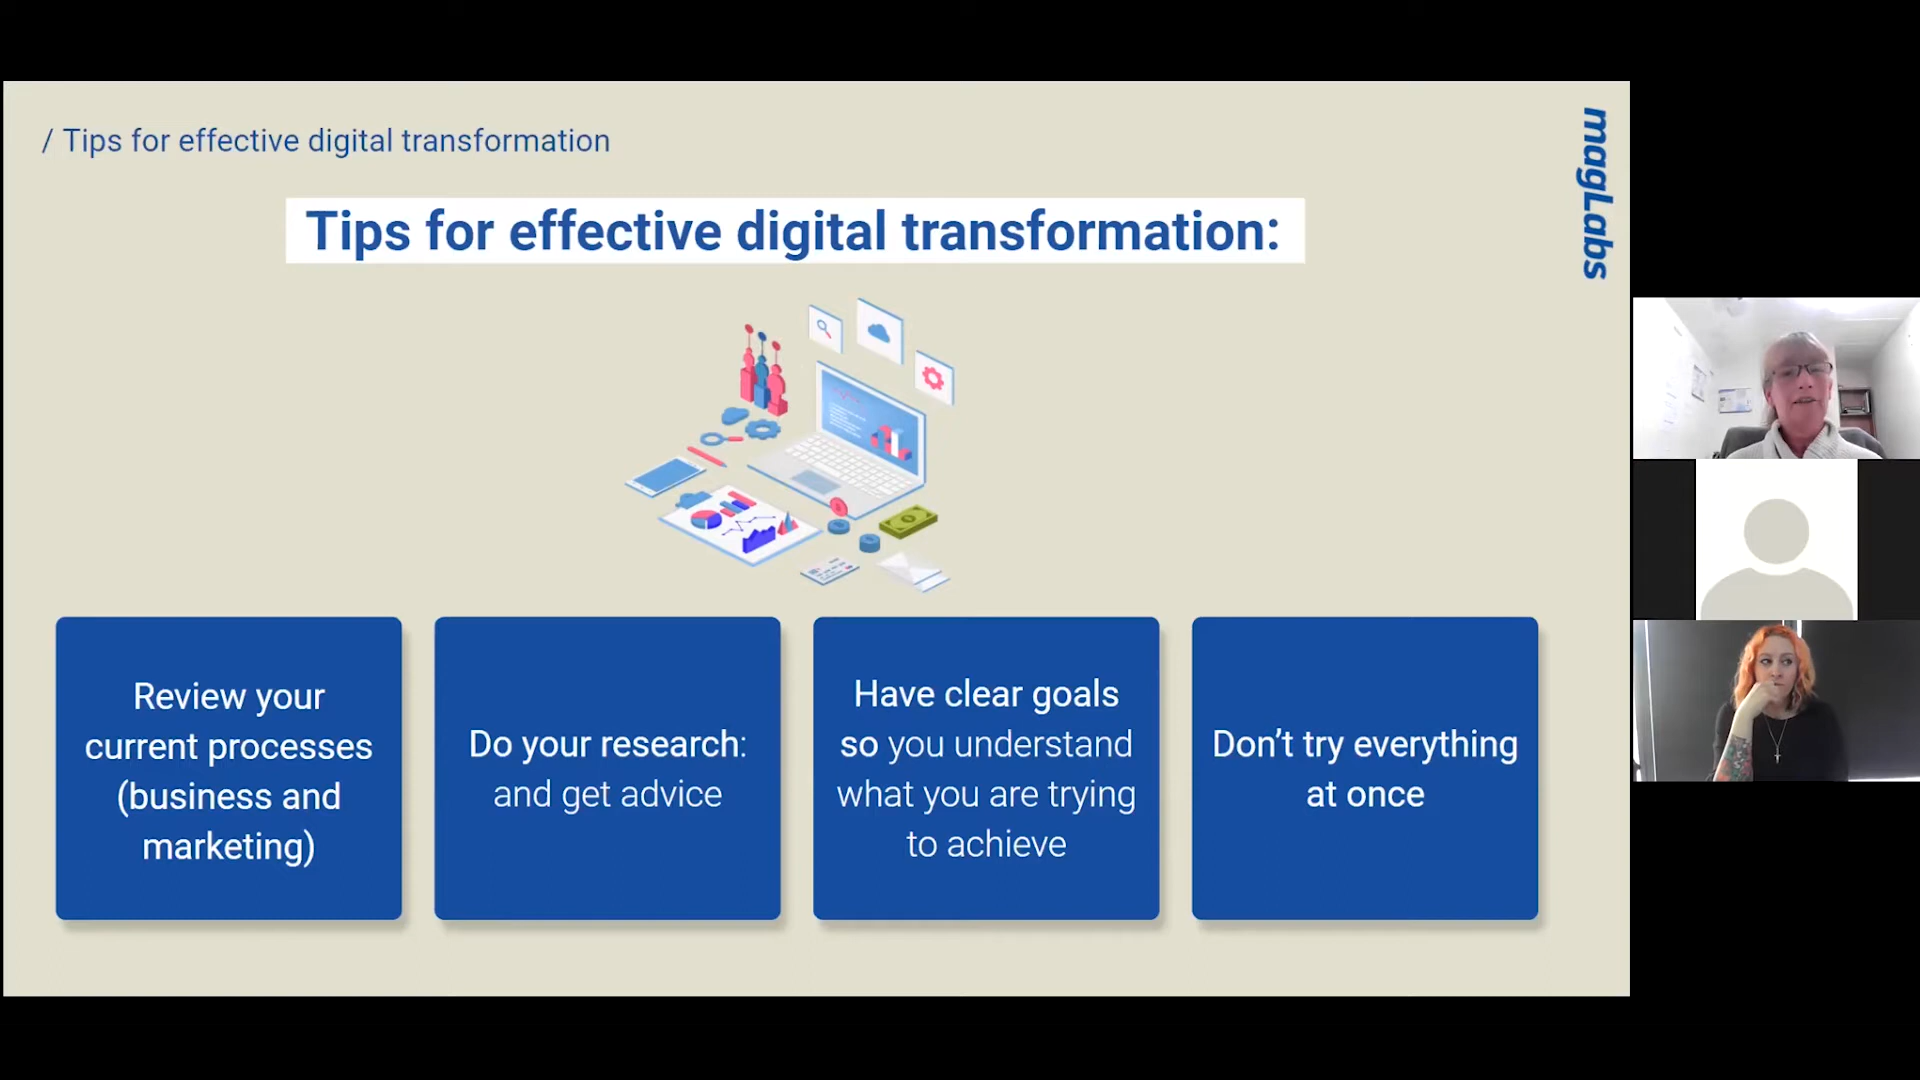 / Tips for effective digital transformation
magLabs
Tips for effective digital transformation:
Review your
current processes
(business and
marketing)
Do your research:
and get advice
Have clear goals
so you understand
what you are trying
to achieve
Don’t try everything
at once